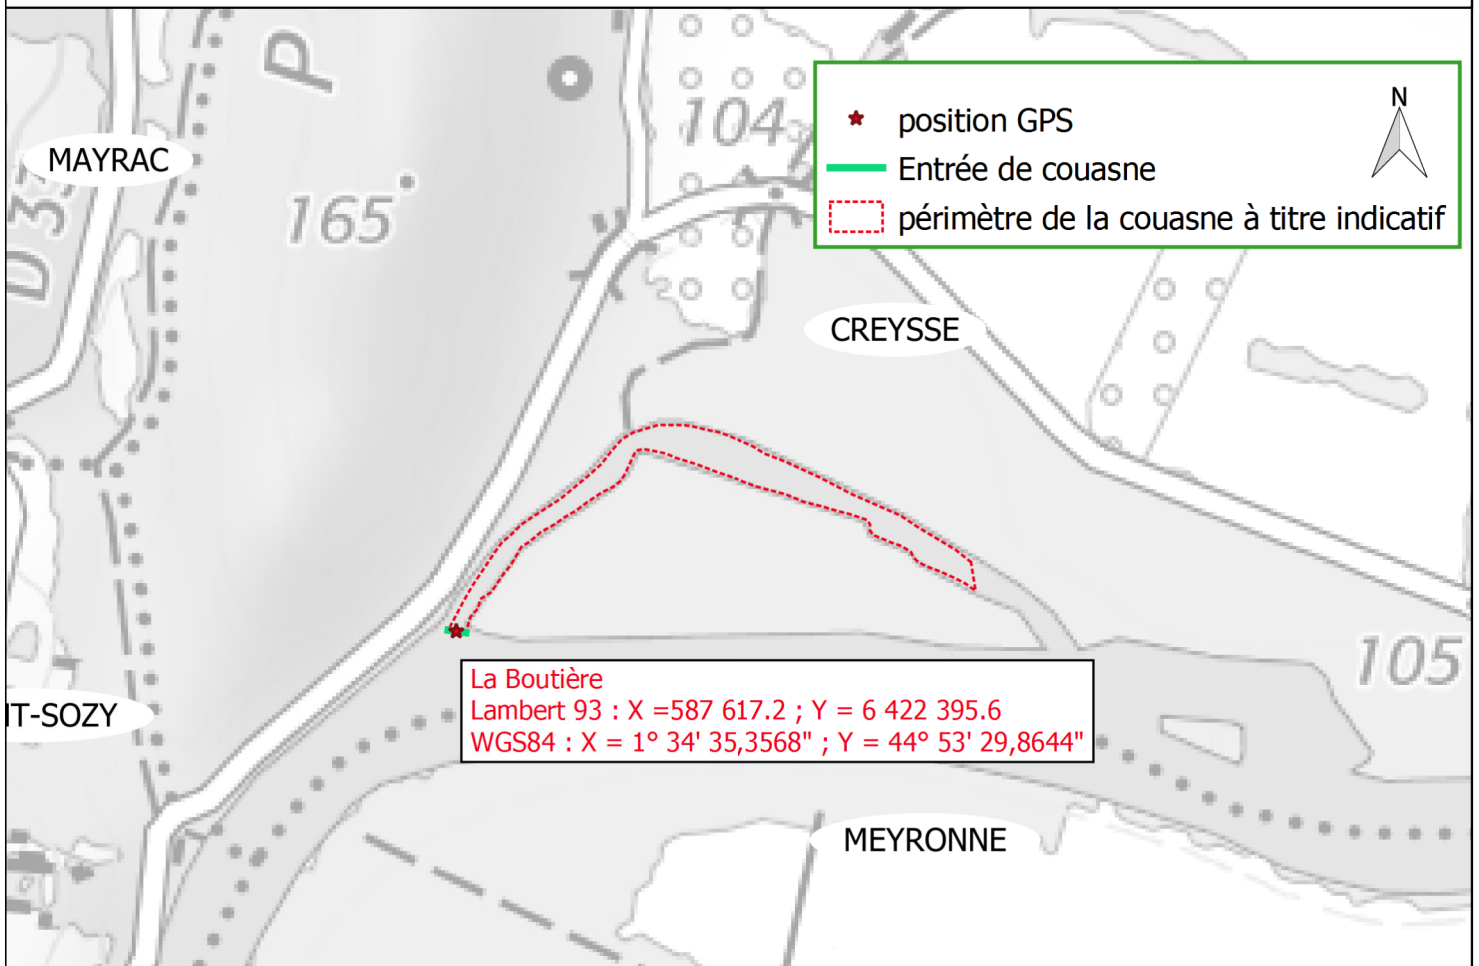 P
104
N
position GPS
Entrée de couasne
périmètre de la couasne à titre indicatif
MAYRAC
165
D 33
CREYSSE
La Boutière
Lambert 93 : X =587 617.2 ; Y = 6 422 395.6
WGS84 : X = 1° 34' 35,3568" ; Y = 44° 53' 29,8644"
105
IT-SOZY
MEYRONNE